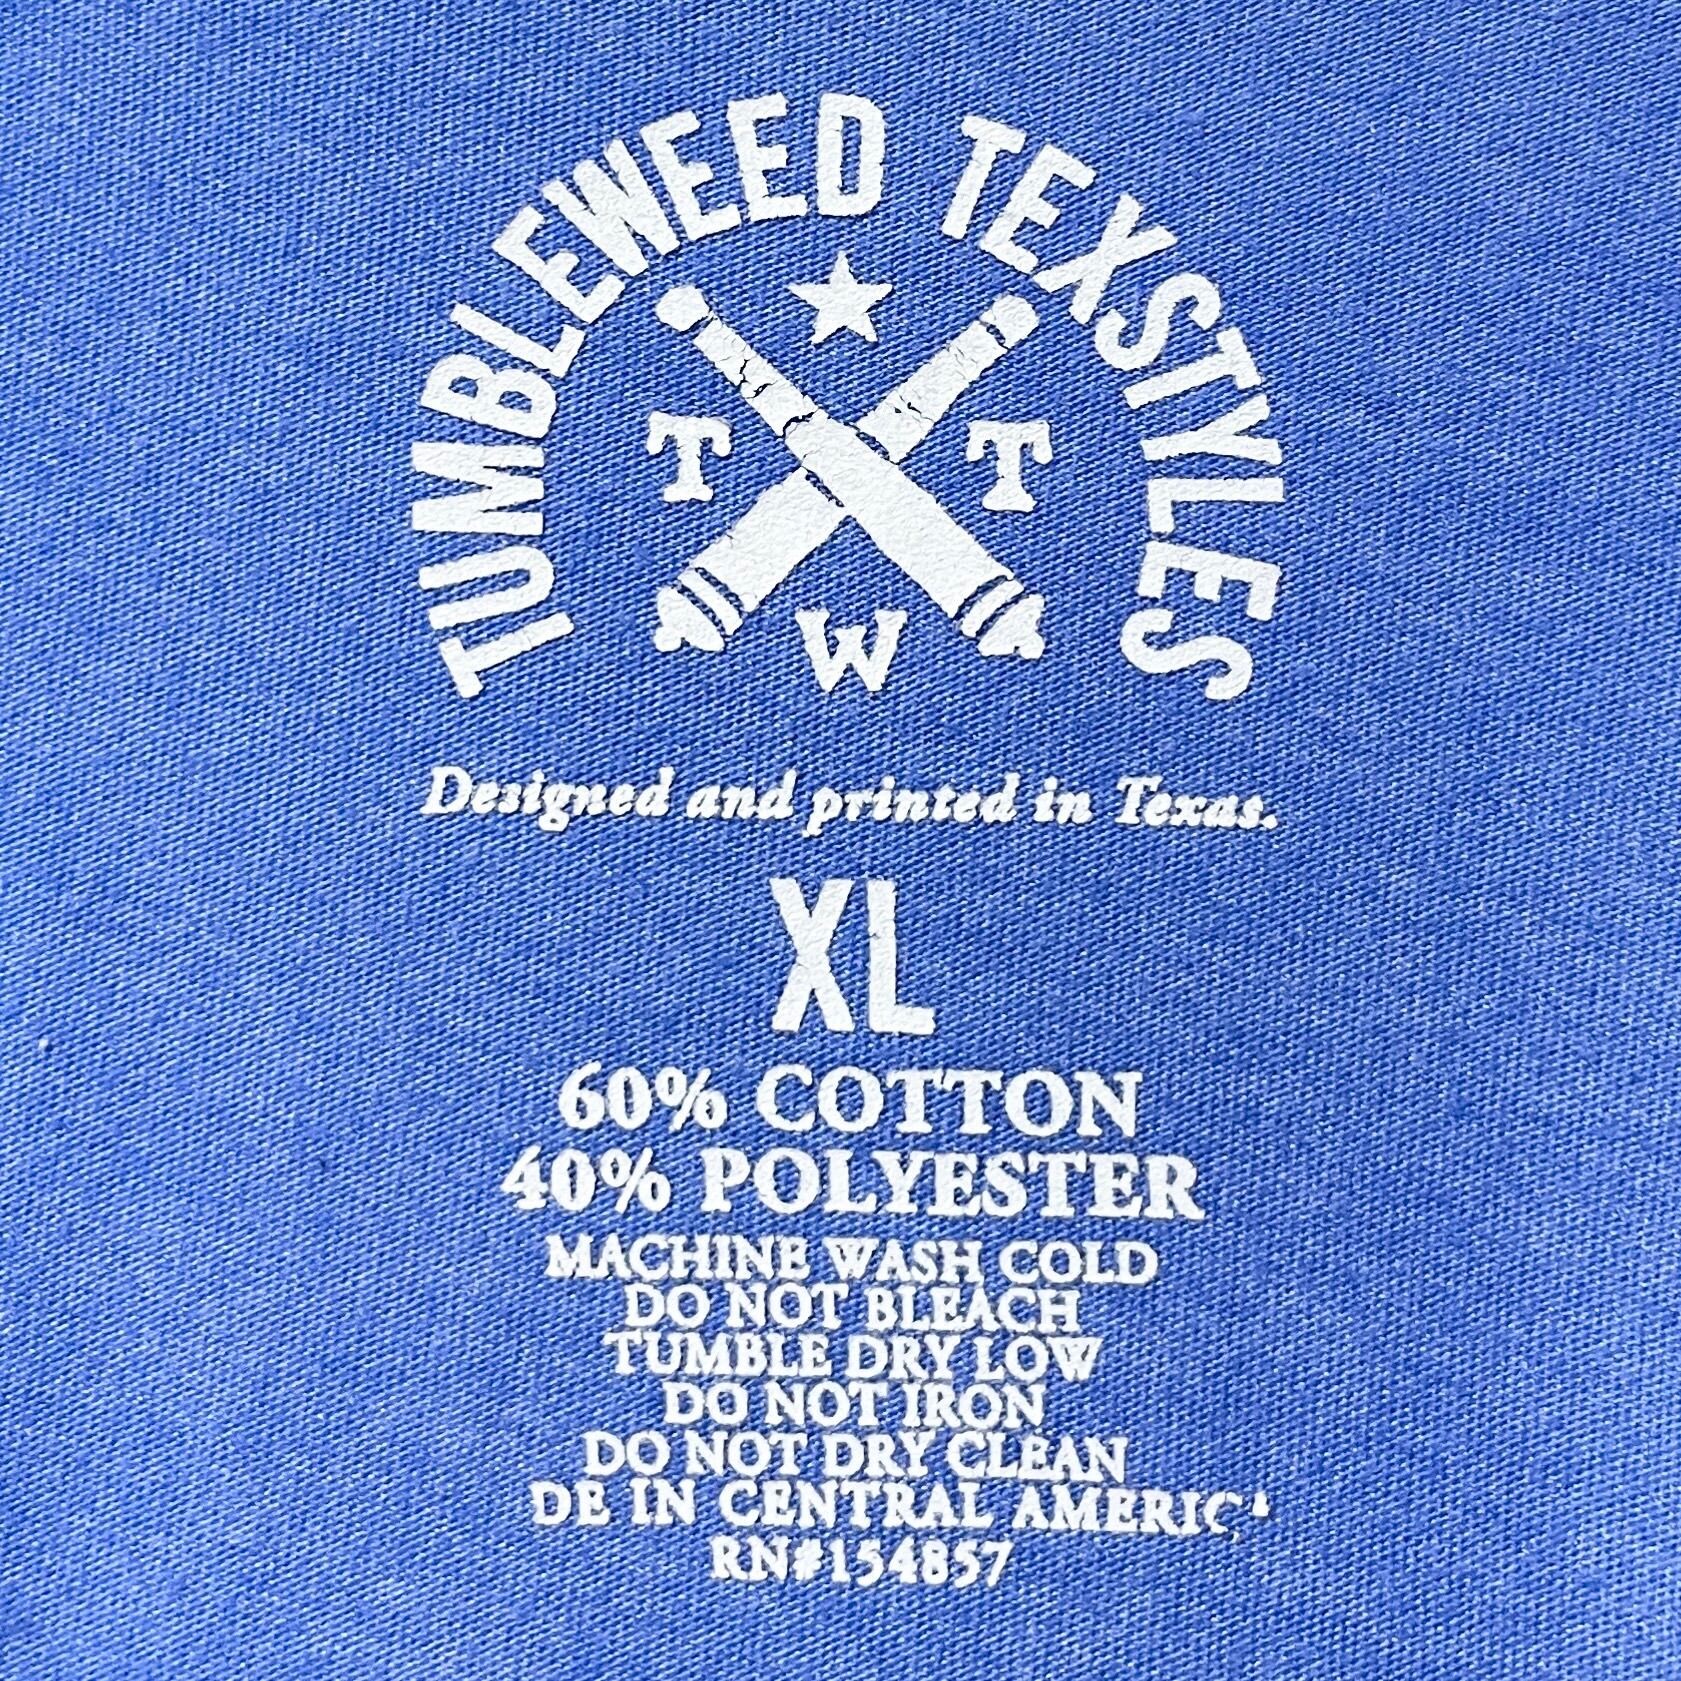 TUMBLEWEED TEXSTYLES
T T
W
Designed and printed in Texas.
XL
60% COTTON
40% POLYESTER
MACHINE WASH COLD
DO NOT BLEACH
TUMBLE DRY LOW
DO NOT IRON
DO NOT DRY CLEAN
DE IN CENTRAL AMERIC
RN#154857